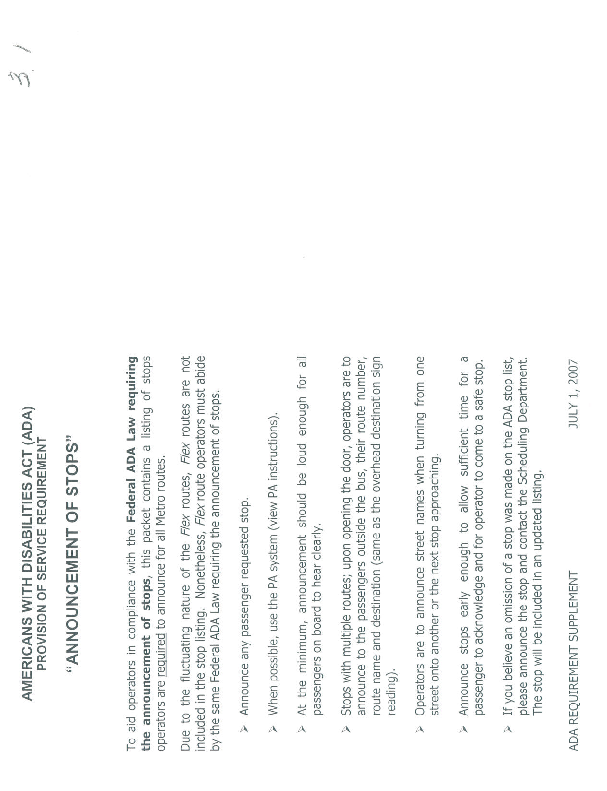 3.1
AMERICANS WITH DISABILITIES ACT (ADA)
PROVISION OF SERVICE REQUIREMENT
"ANNOUNCEMENT OF STOPS"
To aid operators in compliance with the Federal ADA Law requiring
the announcement of stops, this packet contains a listing of stops
operators are required to announce for all Metro routes.
Due to the fluctuating nature of the Flex routes, Flex routes are not
included in the stop listing. Nonetheless, Flex route operators must abide
by the same Federal ADA Law requiring the announcement of stops.
➢ Announce any passenger requested stop.
➢ When possible, use the PA system (view PA instructions).
➢ At the minimum, announcement should be loud enough for all
passengers on board to hear clearly.
➢ Stops with multiple routes; upon opening the door, operators are to
announce to the passengers outside the bus, their route number,
route name and destination (same as the overhead destination sign
reading).
➢ Operators are to announce street names when turning from one
street onto another or the next stop approaching.
➢ Announce stops early enough to allow sufficient time for a
passenger to acknowledge and for operator to come to a safe stop.
➢ If you believe an omission of a stop was made on the ADA stop list,
please announce the stop and contact the Scheduling Department.
The stop will be included in an updated listing.
ADA REQUIREMENT SUPPLEMENT JULY 1, 2007